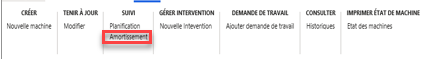 CRÉER TENIR À JOUR SUIVI GÉRER INTERVENTION DEMANDE DE TRAVAIL CONSULTER IMPRIMER ÉTAT DE MACHINE
Nouvelle machine Modifier Planification Nouvelle Intevention Ajouter demande de travail Historiques Etat des machines
Amortissement